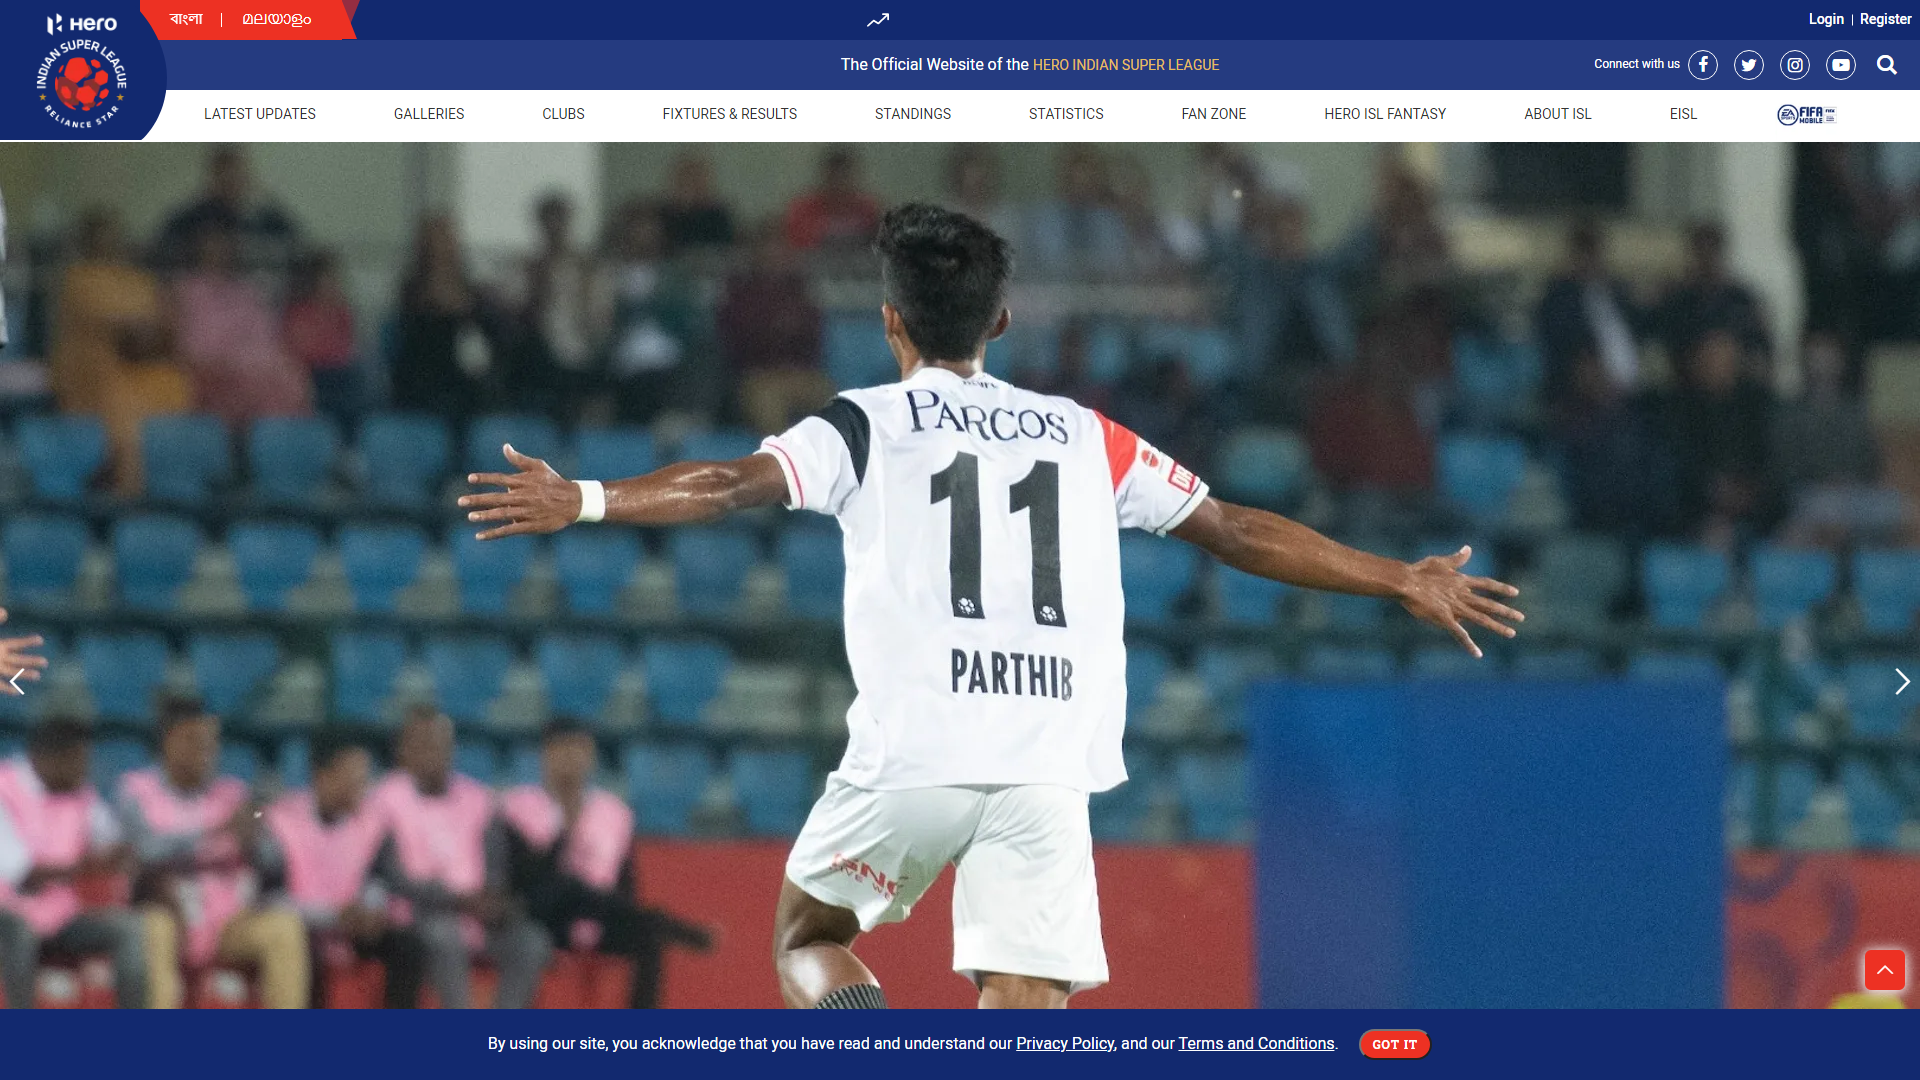 বাংলা | മലയാളം
Login | Register
Hero
INDIAN SUPER LEAGUE
RELIANCE STAR
The Official Website of the HERO INDIAN SUPER LEAGUE
Connect with us
LATEST UPDATES
GALLERIES
CLUBS
FIXTURES & RESULTS
STANDINGS
STATISTICS
FAN ZONE
HERO ISL FANTASY
ABOUT ISL
EISL
EA SPORTS
FIFA
MOBILE
PARCOS
11
PARTHIB
By using our site, you acknowledge that you have read and understand our Privacy Policy, and our Terms and Conditions.
GOT IT